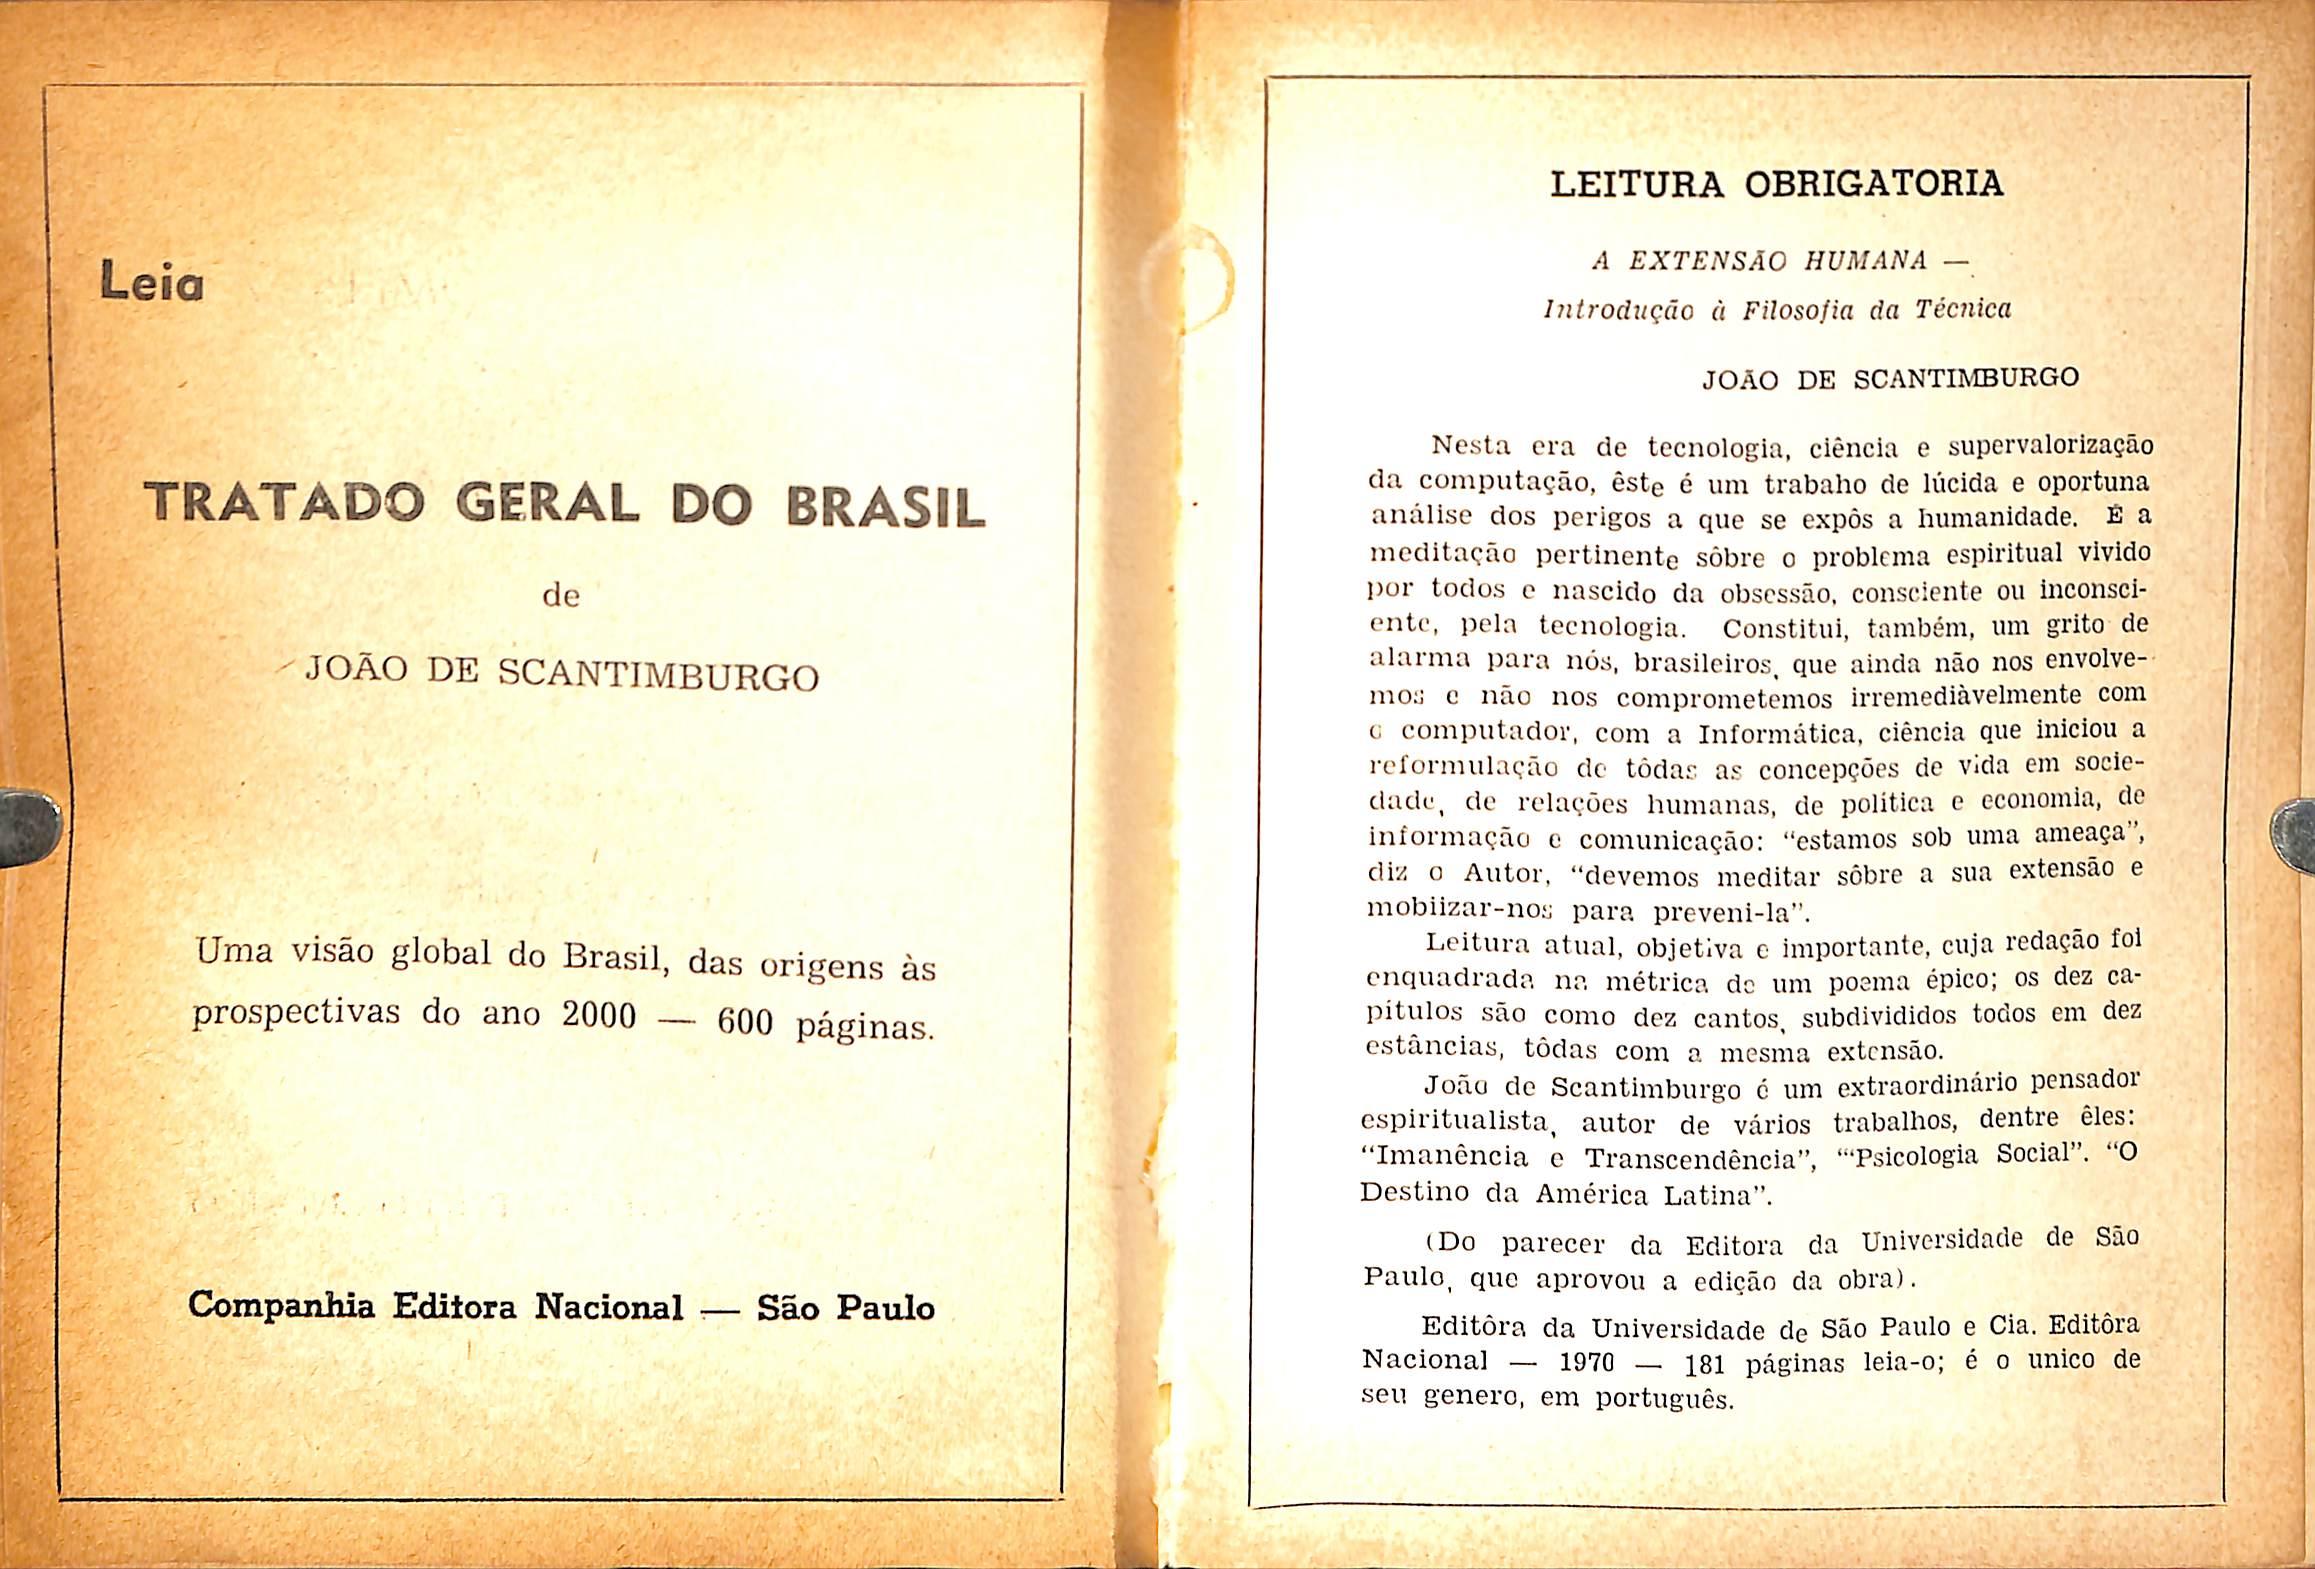 Leia
TRATADO GERAL DO BRASIL
de
JOÃO DE SCANTIMBURGO
Uma visão global do Brasil, das origens às
prospectivas do ano 2000 — 600 páginas.
Companhia Editora Nacional — São Paulo
LEITURA OBRIGATORIA
A EXTENSÃO HUMANA —
Introdução à Filosofia da Técnica
JOÃO DE SCANTIMBURGO
Nesta era de tecnologia, ciência e supervalorização
da computação, êste é um trabaho de lúcida e oportuna
análise dos perigos a que se expôs a humanidade. É a
meditação pertinente sôbre o problema espiritual vivido
por todos e nascido da obsessão, consciente ou inconsci-
ente, pela tecnologia. Constitui, também, um grito de
alarma para nós, brasileiros, que ainda não nos envolve-
mos e não nos comprometemos irremediàvelmente com
o computador, com a Informática, ciência que iniciou a
reformulação de tôdas as concepções de vida em socie-
dade, de relações humanas, de política e economia, de
informação e comunicação: “estamos sob uma ameaça”,
diz o Autor, “devemos meditar sôbre a sua extensão e
mobiizar-nos para preveni-la”.
Leitura atual, objetiva e importante, cuja redação foi
enquadrada na métrica de um poema épico; os dez ca-
pítulos são como dez cantos, subdivididos todos em dez
estâncias, tôdas com a mesma extensão.
João de Scantimburgo é um extraordinário pensador
espiritualista, autor de vários trabalhos, dentre êles:
“Imanência e Transcendência”, “‘Psicologia Social”. “O
Destino da América Latina”.
(Do parecer da Editora da Universidade de São
Paulo, que aprovou a edição da obra).
Editôra da Universidade de São Paulo e Cia. Editôra
Nacional — 1970 — 181 páginas leia-o; é o unico de
seu genero, em português.